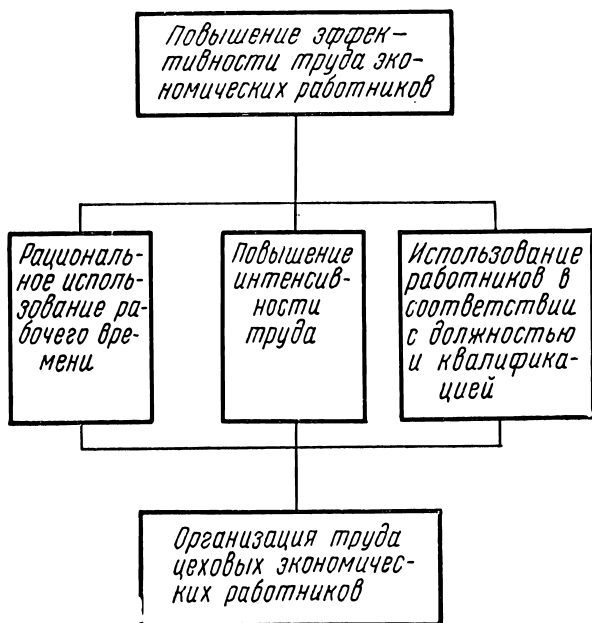 Повышение эффек-
тивности труда эко-
номических работников
Рациональ-
ное исполь-
зование ра-
бочего вре-
мени
Повышение
интенсив-
ности
труда
Использование
работников в
соответствии
с должностью
и квалифика-
цией
Организация труда
цеховых экономичес-
ких работников